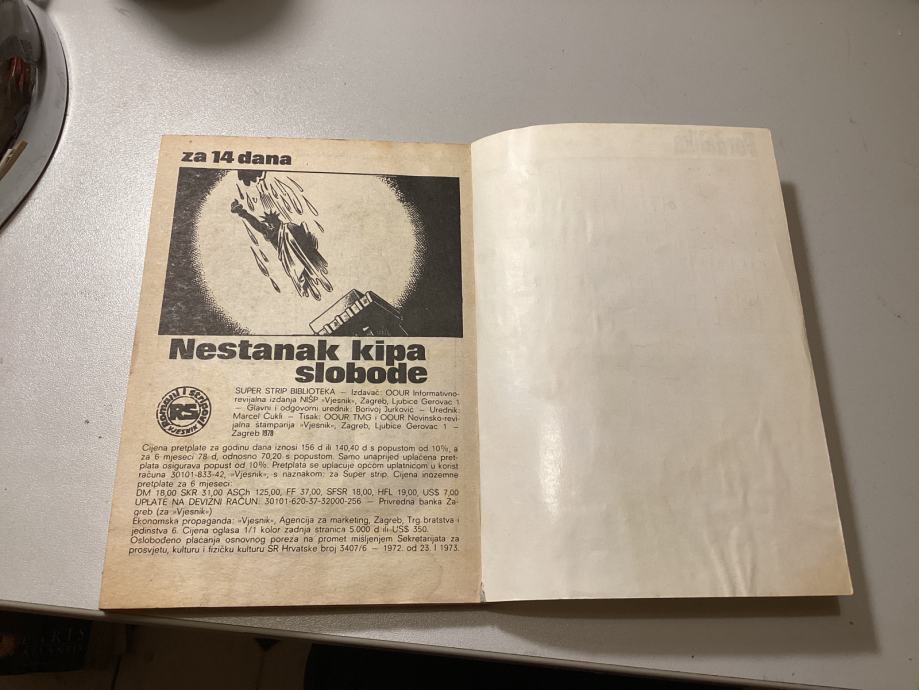 za 14 dana
Nestanak kipa
slobode
Romani i stripovi
RS
VJESNIK
SUPER STRIP BIBLIOTEKA — Izdavač: OOUR Informativno-
revijalna izdanja NIŠP »Vjesnik«, Zagreb, Ljubice Gerovac 1
— Glavni i odgovorni urednik: Borivoj Jurković — Urednik:
Marcel Čukli — Tisak: OOUR TMG i OOUR Novinsko-revi-
jalna štamparija »Vjesnik«, Zagreb, Ljubice Gerovac 1 —
Zagreb 1978
Cijena pretplate za godinu dana iznosi 156 d ili 140,40 d s popustom od 10%, a
za 6 mjeseci 78 d, odnosno 70,20 s popustom. Samo unaprijed uplaćena pret-
plata osigurava popust od 10%. Pretplata se uplaćuje općom uplatnicom u korist
računa 30101-833-42, »Vjesnik«, s naznakom: za Super strip. Cijena inozemne
pretplate za 6 mjeseci:
DM 18,00 SKR 31,00 ASCh 125,00, FF 37,00, SFSR 18,00, HFL 19,00, US$ 7,00
UPLATE NA DEVIZNI RAČUN: 30101-620-37-32000-256 — Privredna banka Za-
greb (za »Vjesnik«)
Ekonomska propaganda: »Vjesnik«, Agencija za marketing, Zagreb, Trg bratstva i
jedinstva 6. Cijena oglasa 1/1 kolor zadnja stranica 5.000 d ili US$ 350.
Oslobođeno plaćanja osnovnog poreza na promet mišljenjem Sekretarijata za
prosvjetu, kulturu i fizičku kulturu SR Hrvatske broj 3407/6 — 1972. od 23. I 1973.